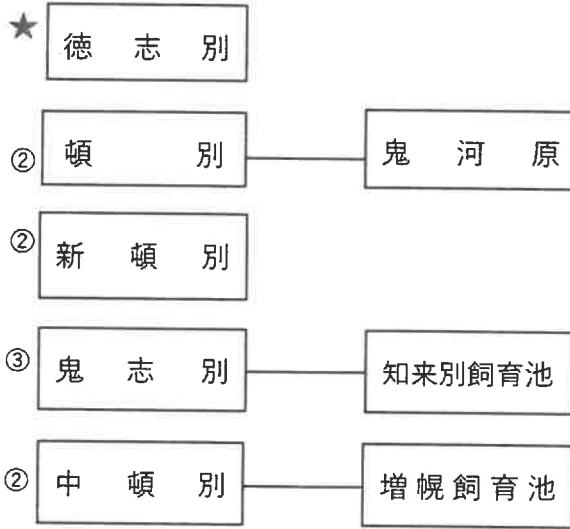 ★ 徳志別
② 頓別 鬼河原
② 新頓別
③ 鬼志別 知来別飼育池
② 中頓別 増幌飼育池